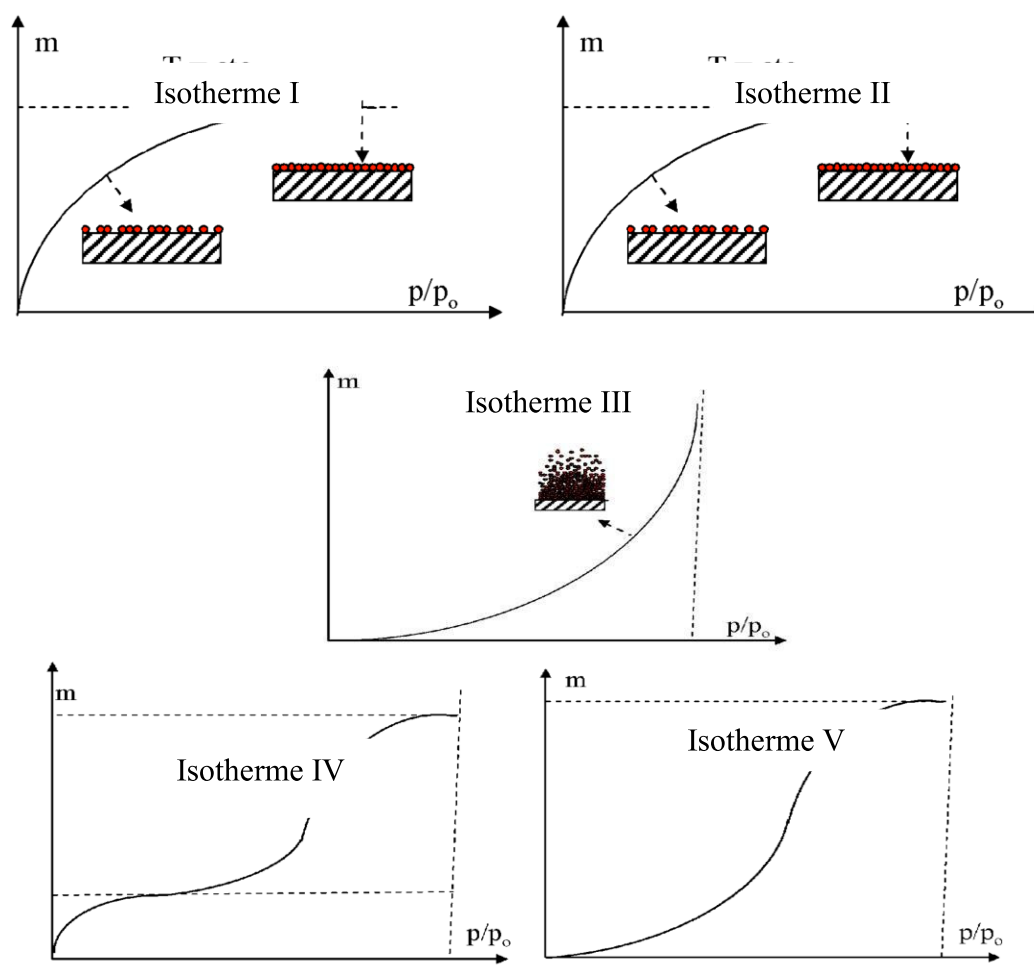 m
Isotherme I
p/pₒ
m
Isotherme II
p/pₒ
m
Isotherme III
p/pₒ
m
Isotherme IV
p/pₒ
m
Isotherme V
p/pₒ